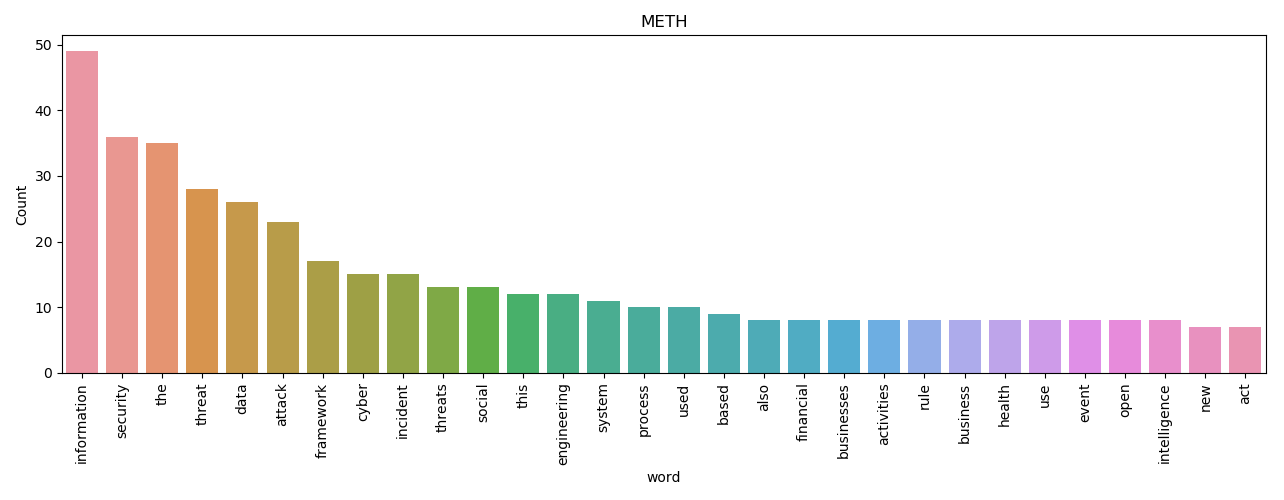 METH
50
40
30
20
10
0
Count
information
security
the
threat
data
attack
framework
cyber
incident
threats
social
this
engineering
system
process
used
based
also
financial
businesses
activities
rule
business
health
use
event
open
intelligence
new
act
word